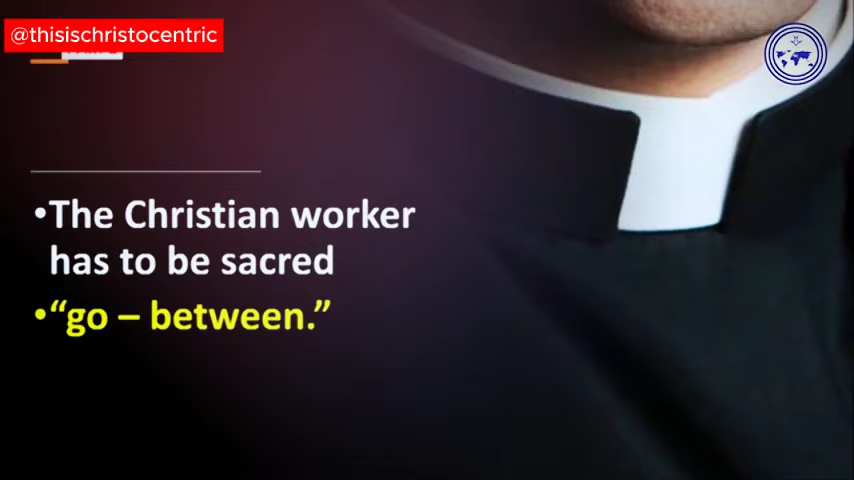 @thisischristocentric
•The Christian worker
has to be sacred
•“go – between.”